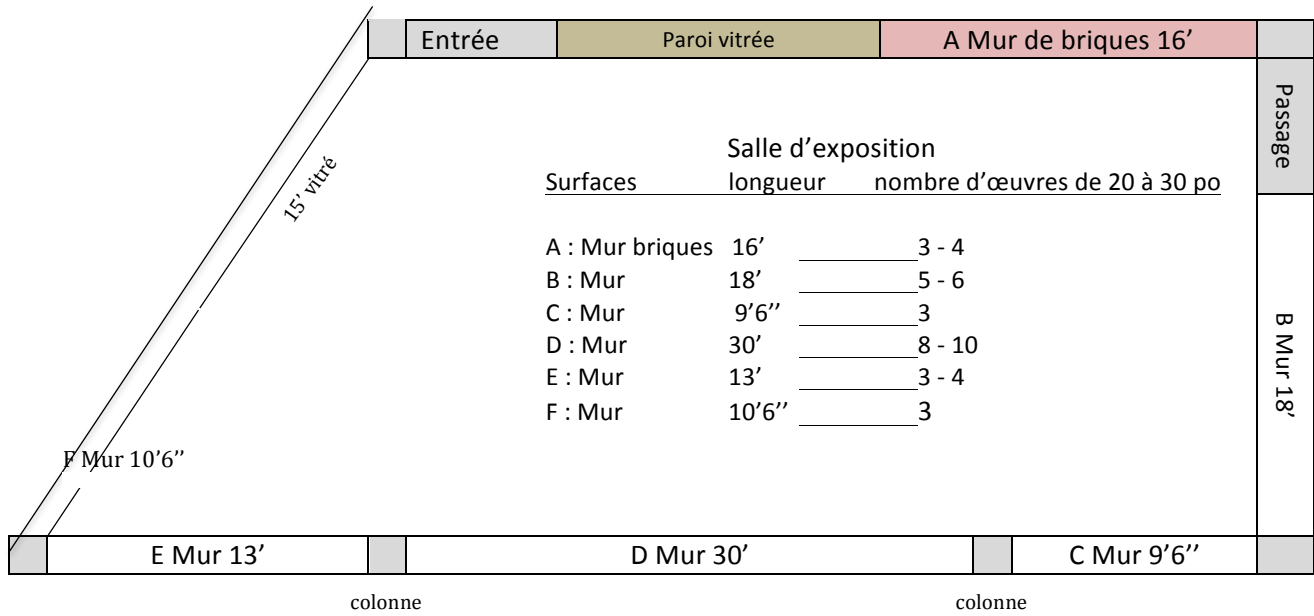 Entrée
Paroi vitrée
A Mur de briques 16’
Passage
15’ vitré
Salle d’exposition
Surfaces longueur nombre d’œuvres de 20 à 30 po
A : Mur briques 16’ 3 - 4
B : Mur 18’ 5 - 6
C : Mur 9’6’’ 3
D : Mur 30’ 8 - 10
E : Mur 13’ 3 - 4
F : Mur 10’6’’ 3
B Mur 18’
F Mur 10’6’’
E Mur 13’
D Mur 30’
C Mur 9’6’’
colonne
colonne